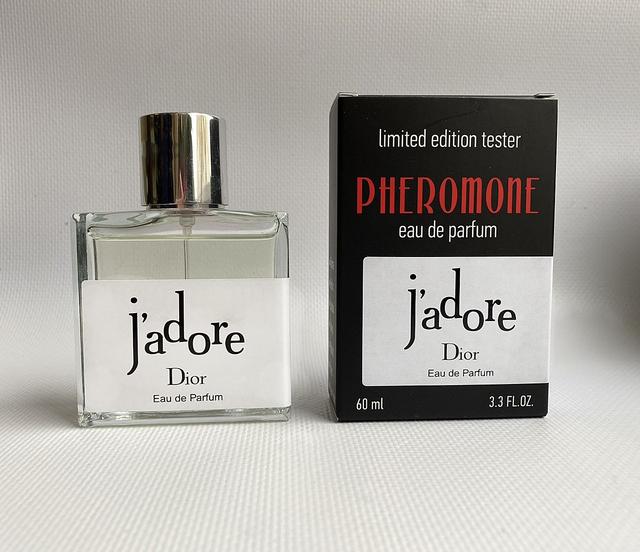 j'adore
Dior
Eau de Parfum
limited edition tester
PHEROMONE
eau de parfum
j'adore
Dior
Eau de Parfum
60 ml
3.3 FL.OZ.